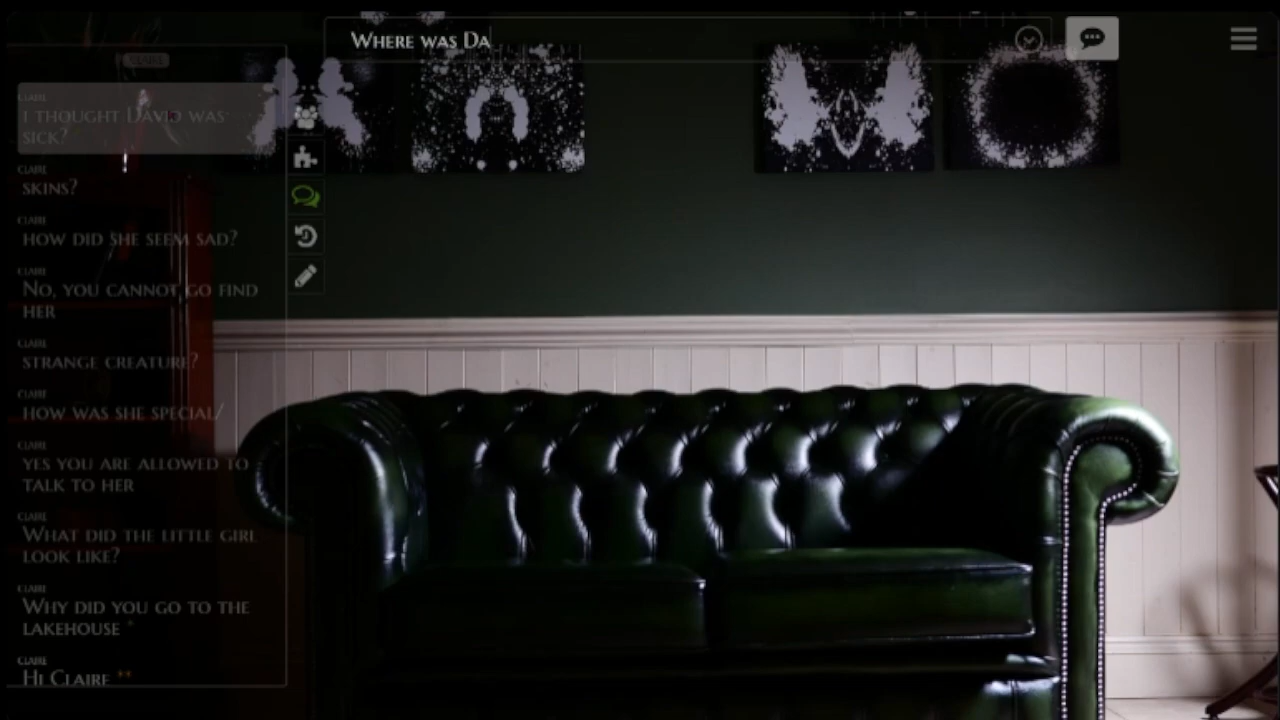 Where was Da
CLAIRE
CLAIRE
I THOUGHT DAVID WAS
SICK?
CLAIRE
SKINS?
CLAIRE
HOW DID SHE SEEM SAD?
CLAIRE
NO, YOU CANNOT GO FIND
HER
CLAIRE
STRANGE CREATURE?
CLAIRE
HOW WAS SHE SPECIAL/
CLAIRE
YES YOU ARE ALLOWED TO
TALK TO HER
CLAIRE
WHAT DID THE LITTLE GIRL
LOOK LIKE?
CLAIRE
WHY DID YOU GO TO THE
LAKEHOUSE *
CLAIRE
HI CLAIRE **